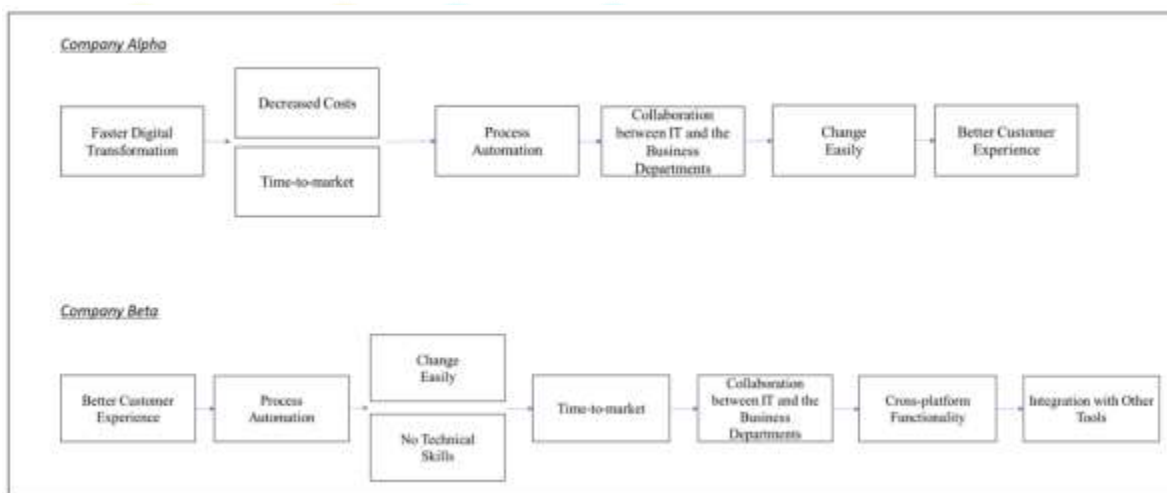 Company Alpha
Faster Digital
Transformation
Decreased Costs
Time-to-market
Process
Automation
Collaboration
between IT and the
Business
Departments
Change
Easily
Better Customer
Experience
Company Beta
Better Customer
Experience
Process
Automation
Change
Easily
No Technical
Skills
Time-to-market
Collaboration
between IT and the
Business
Departments
Cross-platform
Functionality
Integration with Other
Tools